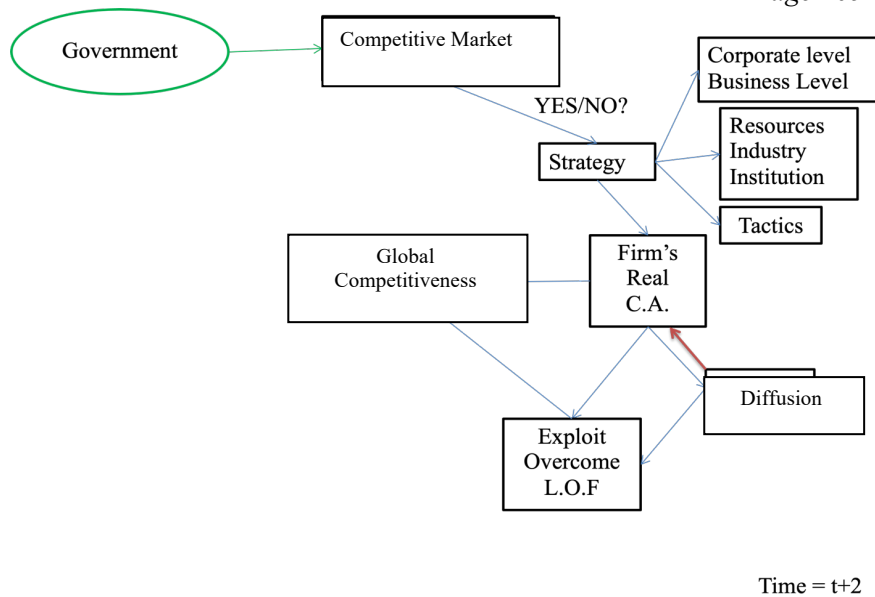 Government
Competitive Market
Corporate level
Business Level
YES/NO?
Resources
Industry
Institution
Strategy
Tactics
Global
Competitiveness
Firm's
Real
C.A.
Diffusion
Exploit
Overcome
L.O.F
Time = t+2